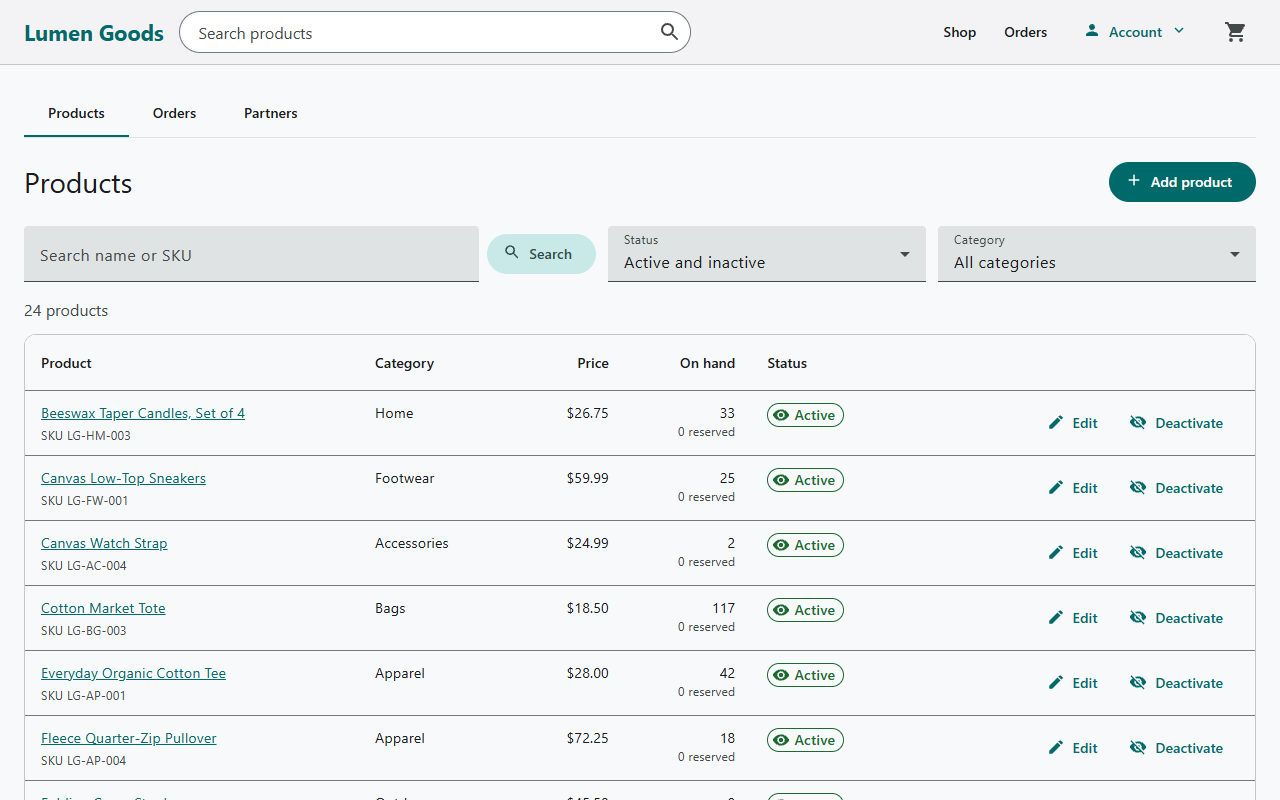 Lumen Goods
Search products
Shop
Orders
Account
Products
Orders
Partners
Products
Add product
Search name or SKU
Search
Status
Active and inactive
Category
All categories
24 products
Product Category Price On hand Status
Beeswax Taper Candles, Set of 4 Home $26.75 33 Active Edit Deactivate
SKU LG-HM-003 0 reserved
Canvas Low-Top Sneakers Footwear $59.99 25 Active Edit Deactivate
SKU LG-FW-001 0 reserved
Canvas Watch Strap Accessories $24.99 2 Active Edit Deactivate
SKU LG-AC-004 0 reserved
Cotton Market Tote Bags $18.50 117 Active Edit Deactivate
SKU LG-BG-003 0 reserved
Everyday Organic Cotton Tee Apparel $28.00 42 Active Edit Deactivate
SKU LG-AP-001 0 reserved
Fleece Quarter-Zip Pullover Apparel $72.25 18 Active Edit Deactivate
SKU LG-AP-004 0 reserved